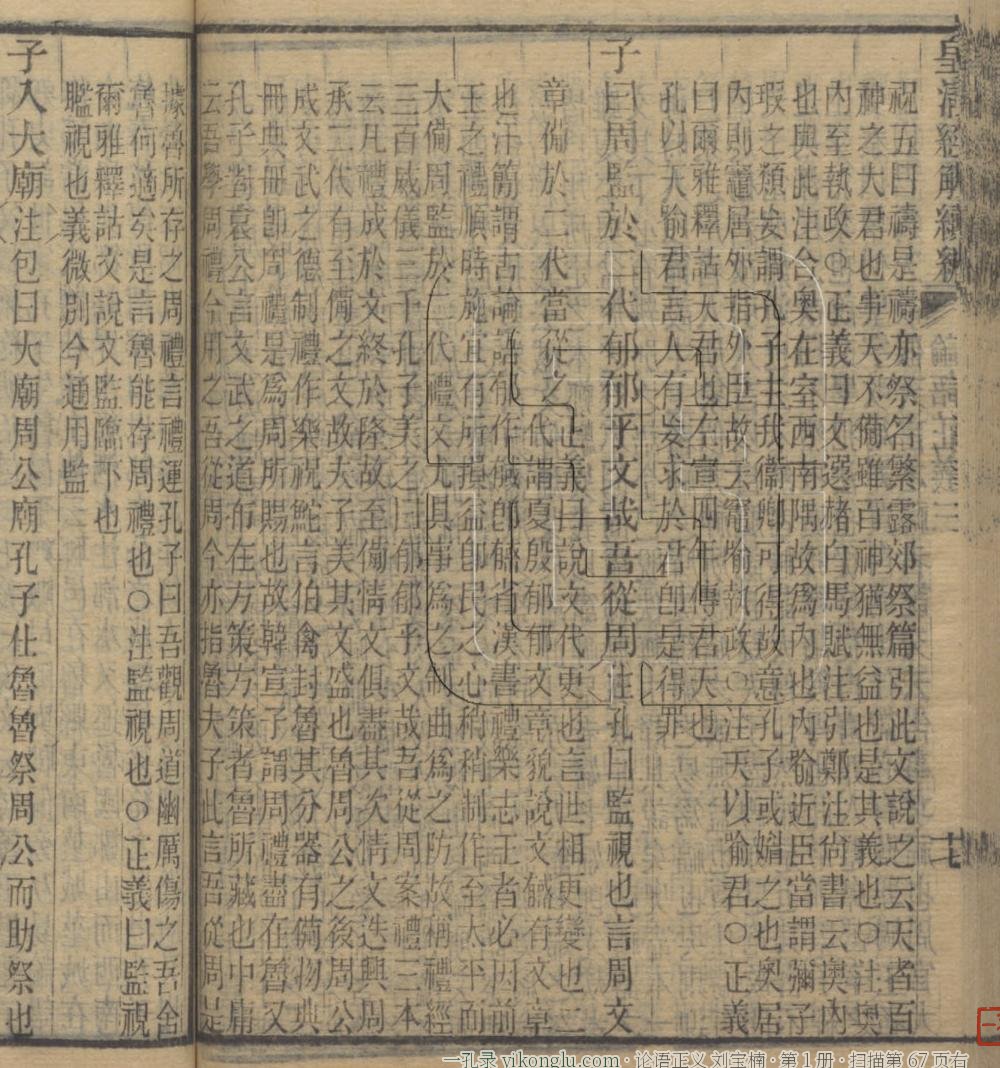 皇清經解續編 論語正義三 十七
祝五曰禱是禱亦祭名繁露郊祭篇引此文說之云天者百
神之大君也事天不備雖百神猶無益也是其義也○注奧
內至執政○正義曰文選赭白馬賦注引鄭注尙書云奧內
也與此注合奧在室西南隅故爲內也內喻近臣當謂彌子
瑕之類妄謂孔子主我衞卿可得故意孔子或媚之也奧居
內則竈居外指外臣故云竈喻執政○注天以喻君○正義
曰爾雅釋詁天君也左宣四年傳君天也
孔以天喻君言人有妄求於君卽是得罪
子曰周監於二代郁郁乎文哉吾從周注孔曰監視也言周文
章備於二代當從之正義曰說文代更也言世相更變也二
代謂夏殷郁郁文章貌說文有文章
也汗簡謂古論語郁作卽省漢書禮樂志王者必因前
王之禮順時施宜有所損益卽民之心稍稍制作至太平而
大備周監於二代禮文尤具事爲之制曲爲之防故稱禮經
三百威儀三千孔子美之曰郁郁乎文哉吾從周案禮三本
云凡禮成於文終於隆故至備情文俱盡其次情文迭興周
承二代有至備之文故夫子美其文盛也魯周公之後周公
成文武之德制禮作樂祝鮀言伯禽封魯其分器有備物典
冊典冊卽周禮是爲周所賜也故韓宣子謂周禮盡在魯又
孔子對哀公言文武之道布在方策方策者魯所藏也中庸
云吾學周禮今用之吾從周今亦指魯夫子此言吾從周是
據魯所存之周禮言禮運孔子曰吾觀周道幽厲傷之吾舍
魯何適矣是言魯能存周禮也○注監視也○正義曰監視
爾雅釋詁文說文監臨下也
覽視也義微別今通用監
子入大廟注包曰大廟周公廟孔子仕魯魯祭周公而助祭也
一孔录 yikonglu.com · 论语正义 刘宝楠 · 第1册 · 扫描第67页右